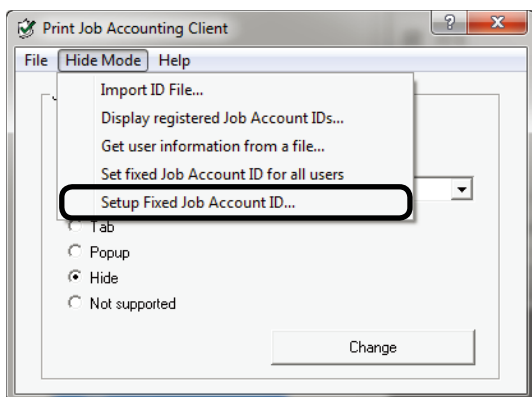 Print Job Accounting Client
File Hide Mode Help
Import ID File...
Display registered Job Account IDs...
Get user information from a file...
Set fixed Job Account ID for all users
Setup Fixed Job Account ID...
Tab
Popup
Hide
Not supported
Change